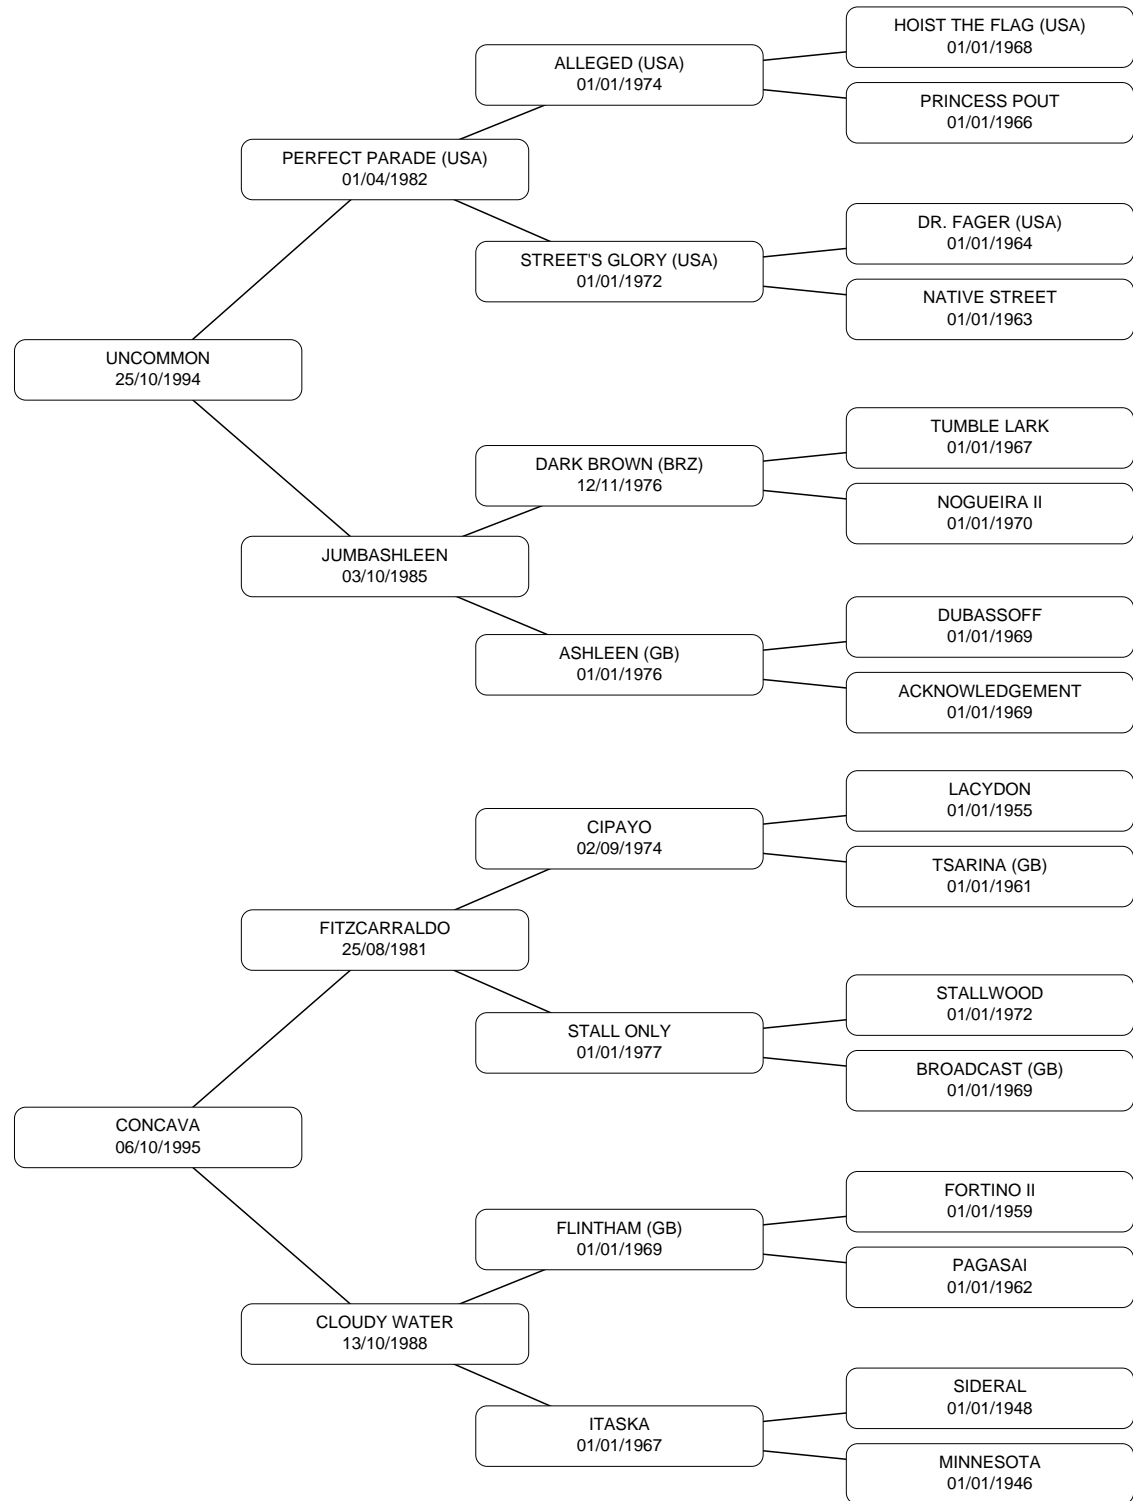 HOIST THE FLAG (USA)
01/01/1968
ALLEGED (USA)
01/01/1974
PRINCESS POUT
01/01/1966
PERFECT PARADE (USA)
01/04/1982
DR. FAGER (USA)
01/01/1964
STREET'S GLORY (USA)
01/01/1972
NATIVE STREET
01/01/1963
UNCOMMON
25/10/1994
TUMBLE LARK
01/01/1967
DARK BROWN (BRZ)
12/11/1976
NOGUEIRA II
01/01/1970
JUMBASHLEEN
03/10/1985
DUBASSOFF
01/01/1969
ASHLEEN (GB)
01/01/1976
ACKNOWLEDGEMENT
01/01/1969
LACYDON
01/01/1955
CIPAYO
02/09/1974
TSARINA (GB)
01/01/1961
FITZCARRALDO
25/08/1981
STALLWOOD
01/01/1972
STALL ONLY
01/01/1977
BROADCAST (GB)
01/01/1969
CONCAVA
06/10/1995
FORTINO II
01/01/1959
FLINTHAM (GB)
01/01/1969
PAGASAI
01/01/1962
CLOUDY WATER
13/10/1988
SIDERAL
01/01/1948
ITASKA
01/01/1967
MINNESOTA
01/01/1946